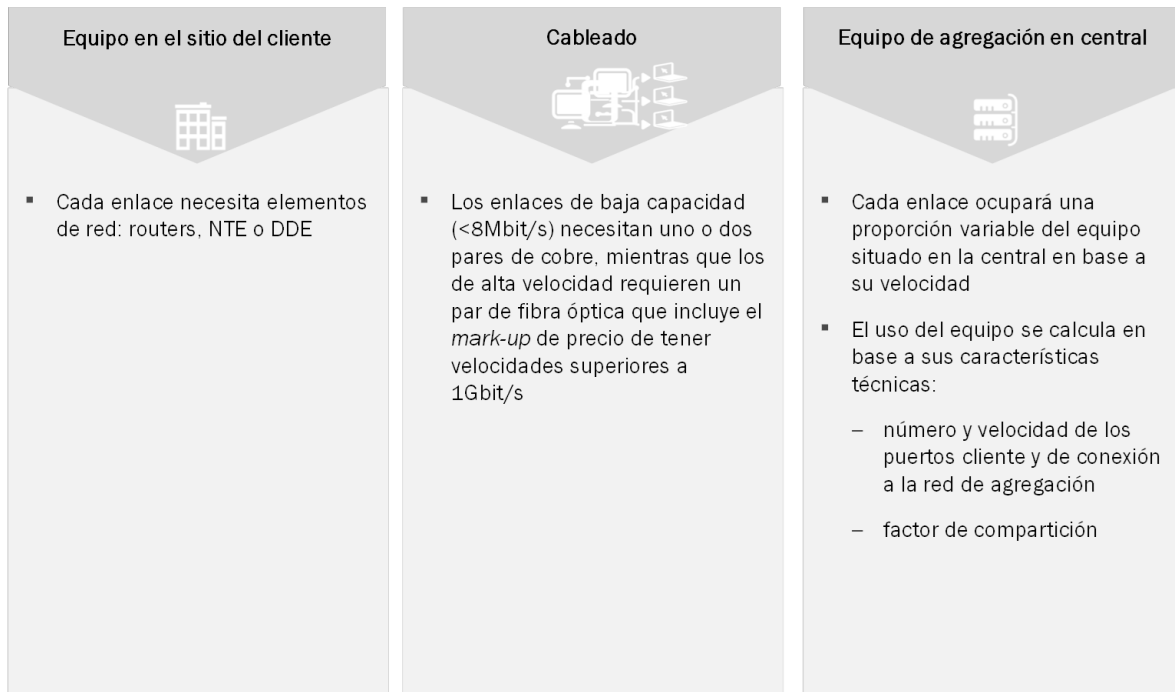 Equipo en el sitio del cliente
▪ Cada enlace necesita elementos
de red: routers, NTE o DDE
Cableado
▪ Los enlaces de baja capacidad
(<8Mbit/s) necesitan uno o dos
pares de cobre, mientras que los
de alta velocidad requieren un
par de fibra óptica que incluye el
mark-up de precio de tener
velocidades superiores a
1Gbit/s
Equipo de agregación en central
▪ Cada enlace ocupará una
proporción variable del equipo
situado en la central en base a
su velocidad
▪ El uso del equipo se calcula en
base a sus características
técnicas:
– número y velocidad de los
puertos cliente y de conexión
a la red de agregación
– factor de compartición